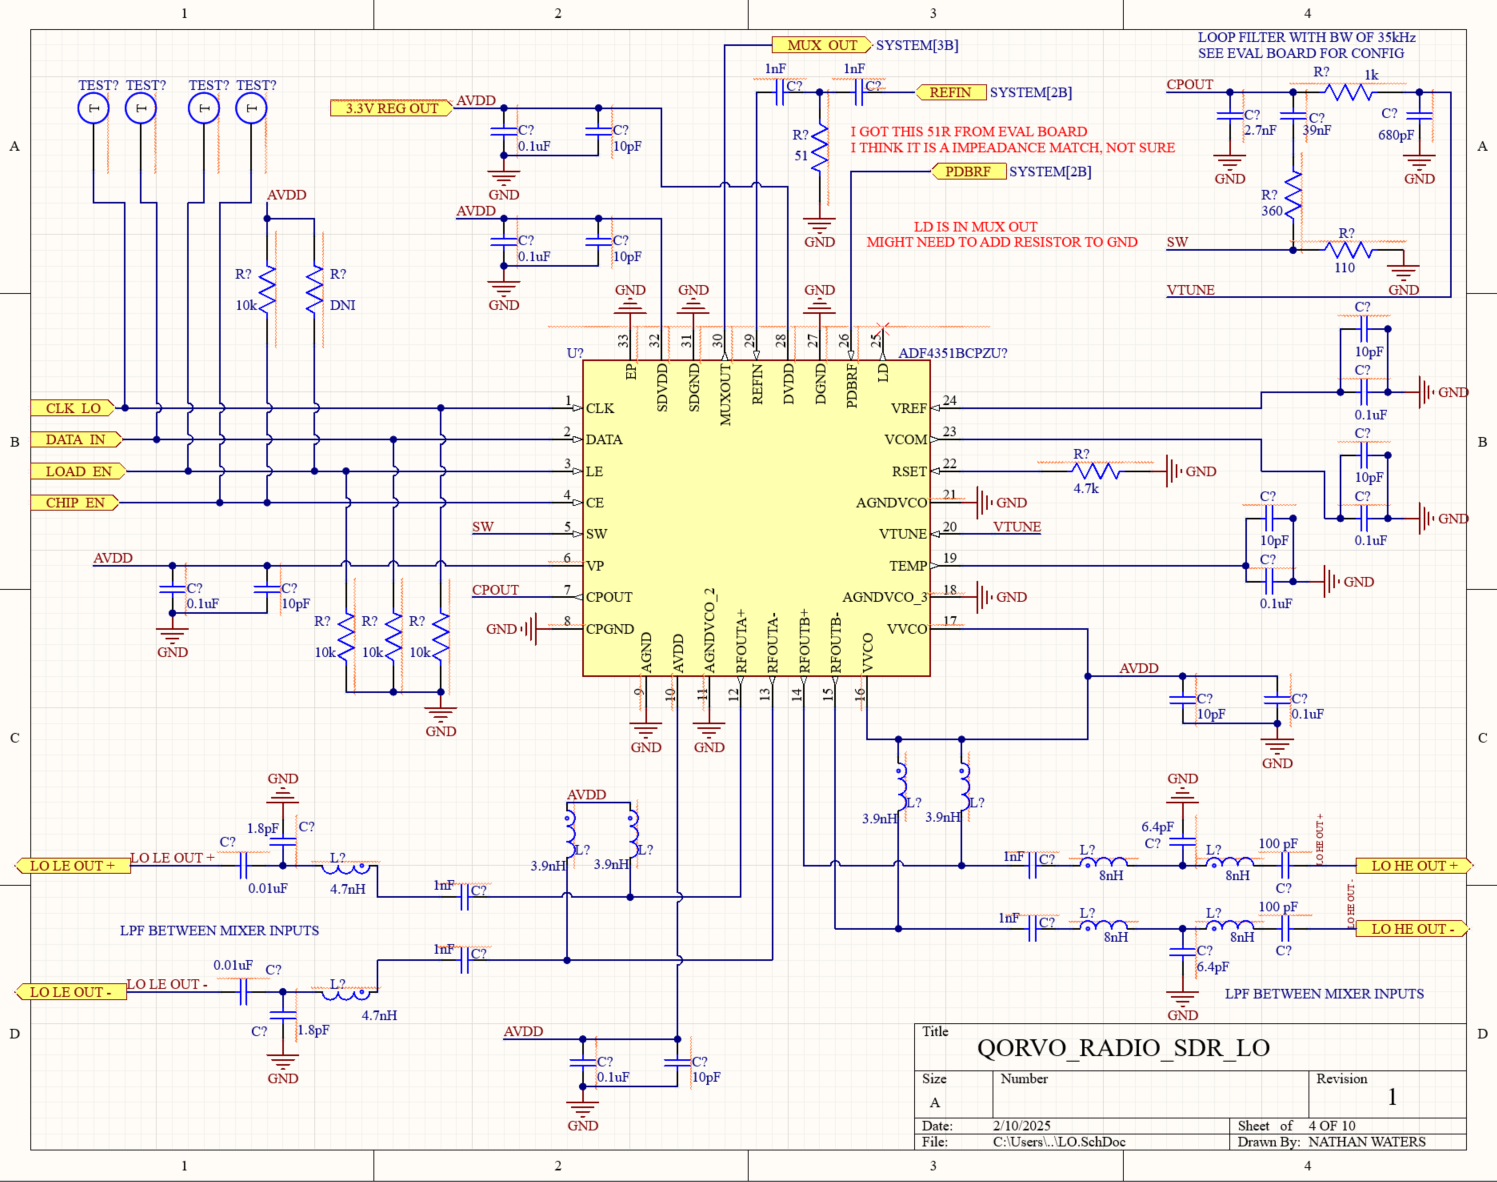 1 2 3 4
A
B
C
D
TEST? TEST? TEST? TEST?
T T T T
3.3V REG OUT
AVDD
C?
0.1uF
C?
10pF
GND
AVDD
C?
0.1uF
C?
10pF
GND
AVDD
R?
10k
R?
DNI
MUX OUT SYSTEM[3B]
1nF
C?
1nF
C?
REFIN SYSTEM[2B]
R?
51
GND
I GOT THIS 51R FROM EVAL BOARD
I THINK IT IS A IMPEADANCE MATCH, NOT SURE
PDBRF SYSTEM[2B]
LD IS IN MUX OUT
MIGHT NEED TO ADD RESISTOR TO GND
LOOP FILTER WITH BW OF 35kHz
SEE EVAL BOARD FOR CONFIG
CPOUT
R?
1k
C?
2.7nF
C?
39nF
C?
680pF
GND
GND
R?
360
SW
R?
110
GND
VTUNE
GND
GND
GND
U?
ADF4351BCPZU?
33 EP
32 SDVDD
31 SDGND
30 MUXOUT
29 REFIN
28 DVDD
27 DGND
26 PDBRF
25 LD
CLK LO
DATA IN
LOAD EN
CHIP EN
1 CLK
2 DATA
3 LE
4 CE
SW 5 SW
AVDD 6 VP
CPOUT 7 CPOUT
GND 8 CPGND
VREF 24
VCOM 23
RSET 22
AGNDVCO 21 GND
VTUNE 20 VTUNE
TEMP 19
AGNDVCO_3 18 GND
VVCO 17
AGND 9
AVDD 10
AGNDVCO_2 11
RFOUTA+ 12
RFOUTA- 13
RFOUTB+ 14
RFOUTB- 15
VVCO 16
R?
4.7k
GND
C?
10pF
C?
0.1uF
GND
C?
10pF
C?
0.1uF
GND
C?
10pF
C?
0.1uF
GND
C?
0.1uF
C?
10pF
GND
R? R? R?
10k 10k 10k
GND
GND
GND
AVDD
C?
10pF
C?
0.1uF
GND
L?
3.9nH
L?
3.9nH
AVDD
L?
3.9nH
L?
3.9nH
GND
1.8pF
C?
LO LE OUT +
LO LE OUT +
C?
0.01uF
L?
4.7nH
1nF
C?
LPF BETWEEN MIXER INPUTS
LO LE OUT -
LO LE OUT -
0.01uF
C?
L?
4.7nH
C?
1.8pF
GND
1nF
C?
AVDD
C?
0.1uF
C?
10pF
GND
GND
6.4pF
C?
1nF
C?
L?
8nH
L?
8nH
100 pF
C?
LO HE OUT +
LO HE OUT +
1nF
C?
L?
8nH
L?
8nH
100 pF
C?
LO HE OUT -
LO HE OUT -
C?
6.4pF
GND
LPF BETWEEN MIXER INPUTS
Title
QORVO_RADIO_SDR_LO
Size
A
Number
Revision
1
Date: 2/10/2025 Sheet of 4 OF 10
File: C:\Users\..\LO.SchDoc Drawn By: NATHAN WATERS
A
B
C
D
1 2 3 4